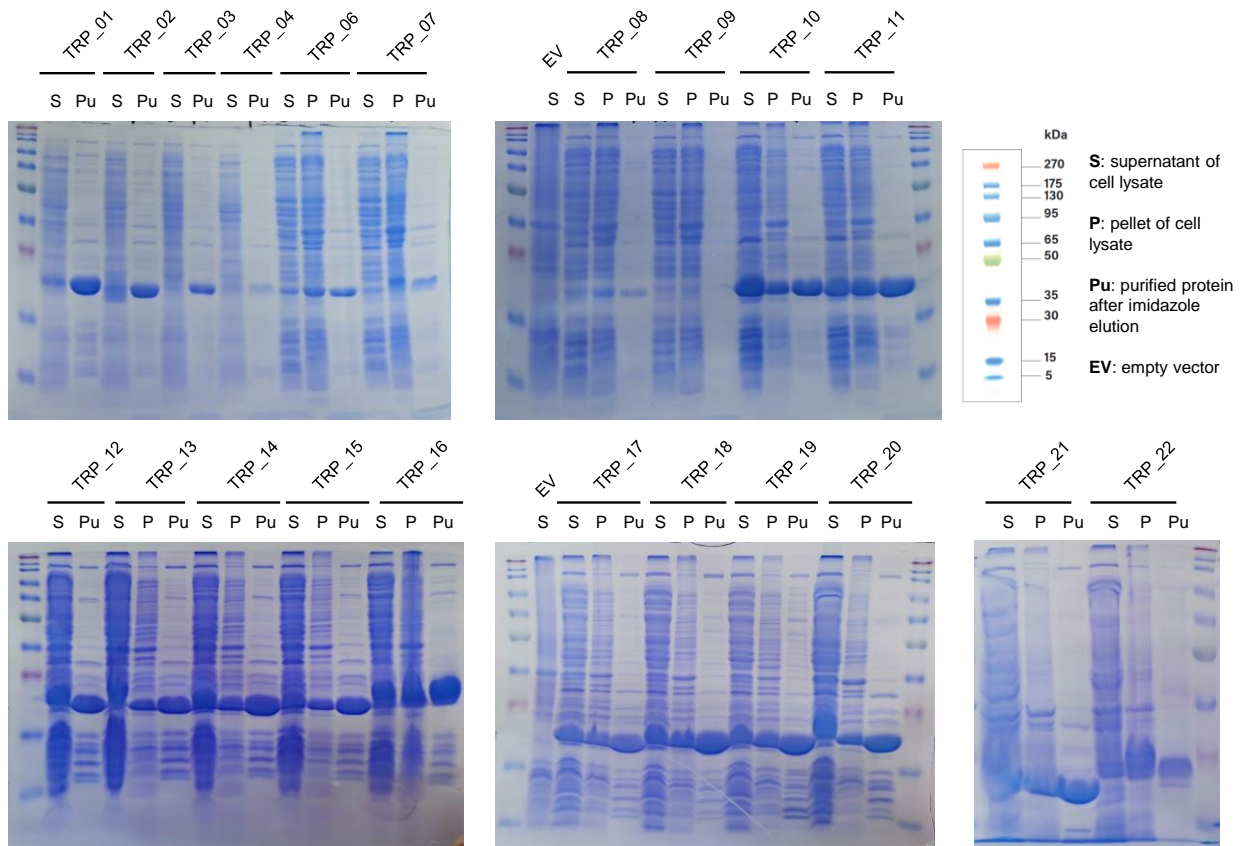 TRP_01 TRP_02 TRP_03 TRP_04 TRP_06 TRP_07
S Pu S Pu S Pu S Pu S P Pu S P Pu
EV TRP_08 TRP_09 TRP_10 TRP_11
S S P Pu S P Pu S P Pu S P Pu
kDa
270
175
130
95
65
50
35
30
15
5
S: supernatant of
cell lysate
P: pellet of cell
lysate
Pu: purified protein
after imidazole
elution
EV: empty vector
TRP_12 TRP_13 TRP_14 TRP_15 TRP_16
S Pu S P Pu S P Pu S P Pu S P Pu
EV TRP_17 TRP_18 TRP_19 TRP_20
S S P Pu S P Pu S P Pu S P Pu
TRP_21 TRP_22
S P Pu S P Pu